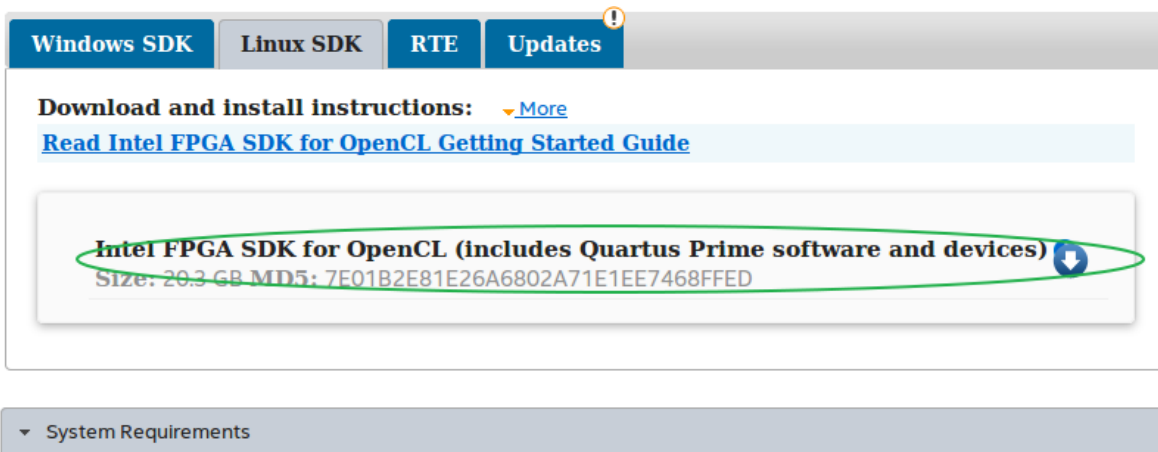 Windows SDK Linux SDK RTE Updates !
Download and install instructions: More
Read Intel FPGA SDK for OpenCL Getting Started Guide
Intel FPGA SDK for OpenCL (includes Quartus Prime software and devices)
Size: 20.3 GB MD5: 7E01B2E81E26A6802A71E1EE7468FFED
System Requirements